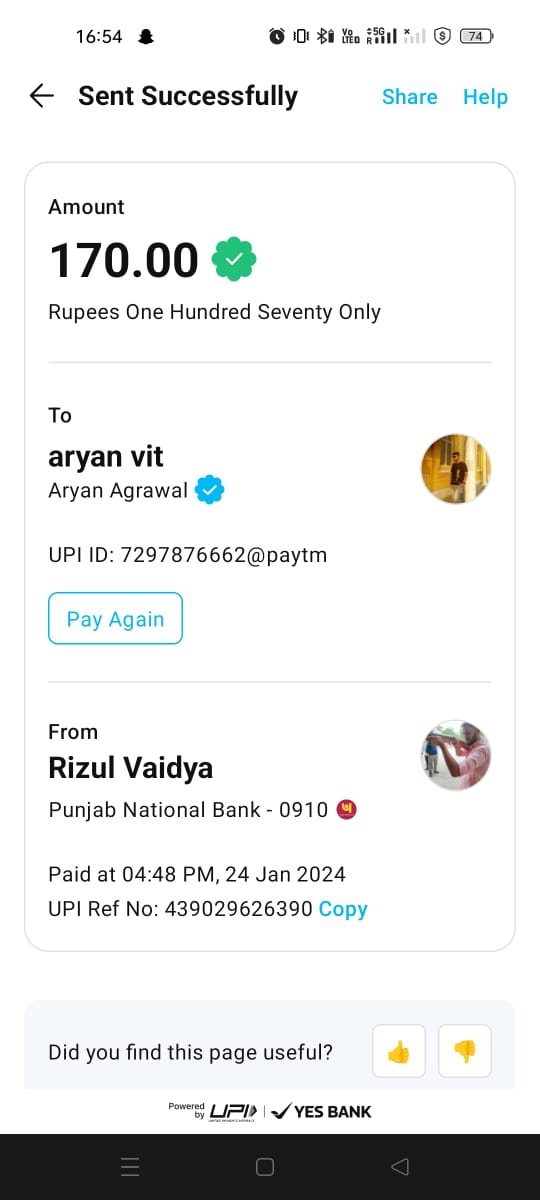 16:54
Vo LTED 5G R 74
Sent Successfully Share Help
Amount
170.00
Rupees One Hundred Seventy Only
To
aryan vit
Aryan Agrawal
UPI ID: 7297876662@paytm
Pay Again
From
Rizul Vaidya
Punjab National Bank - 0910
Paid at 04:48 PM, 24 Jan 2024
UPI Ref No: 439029626390 Copy
Did you find this page useful?
Powered by UPI | YES BANK